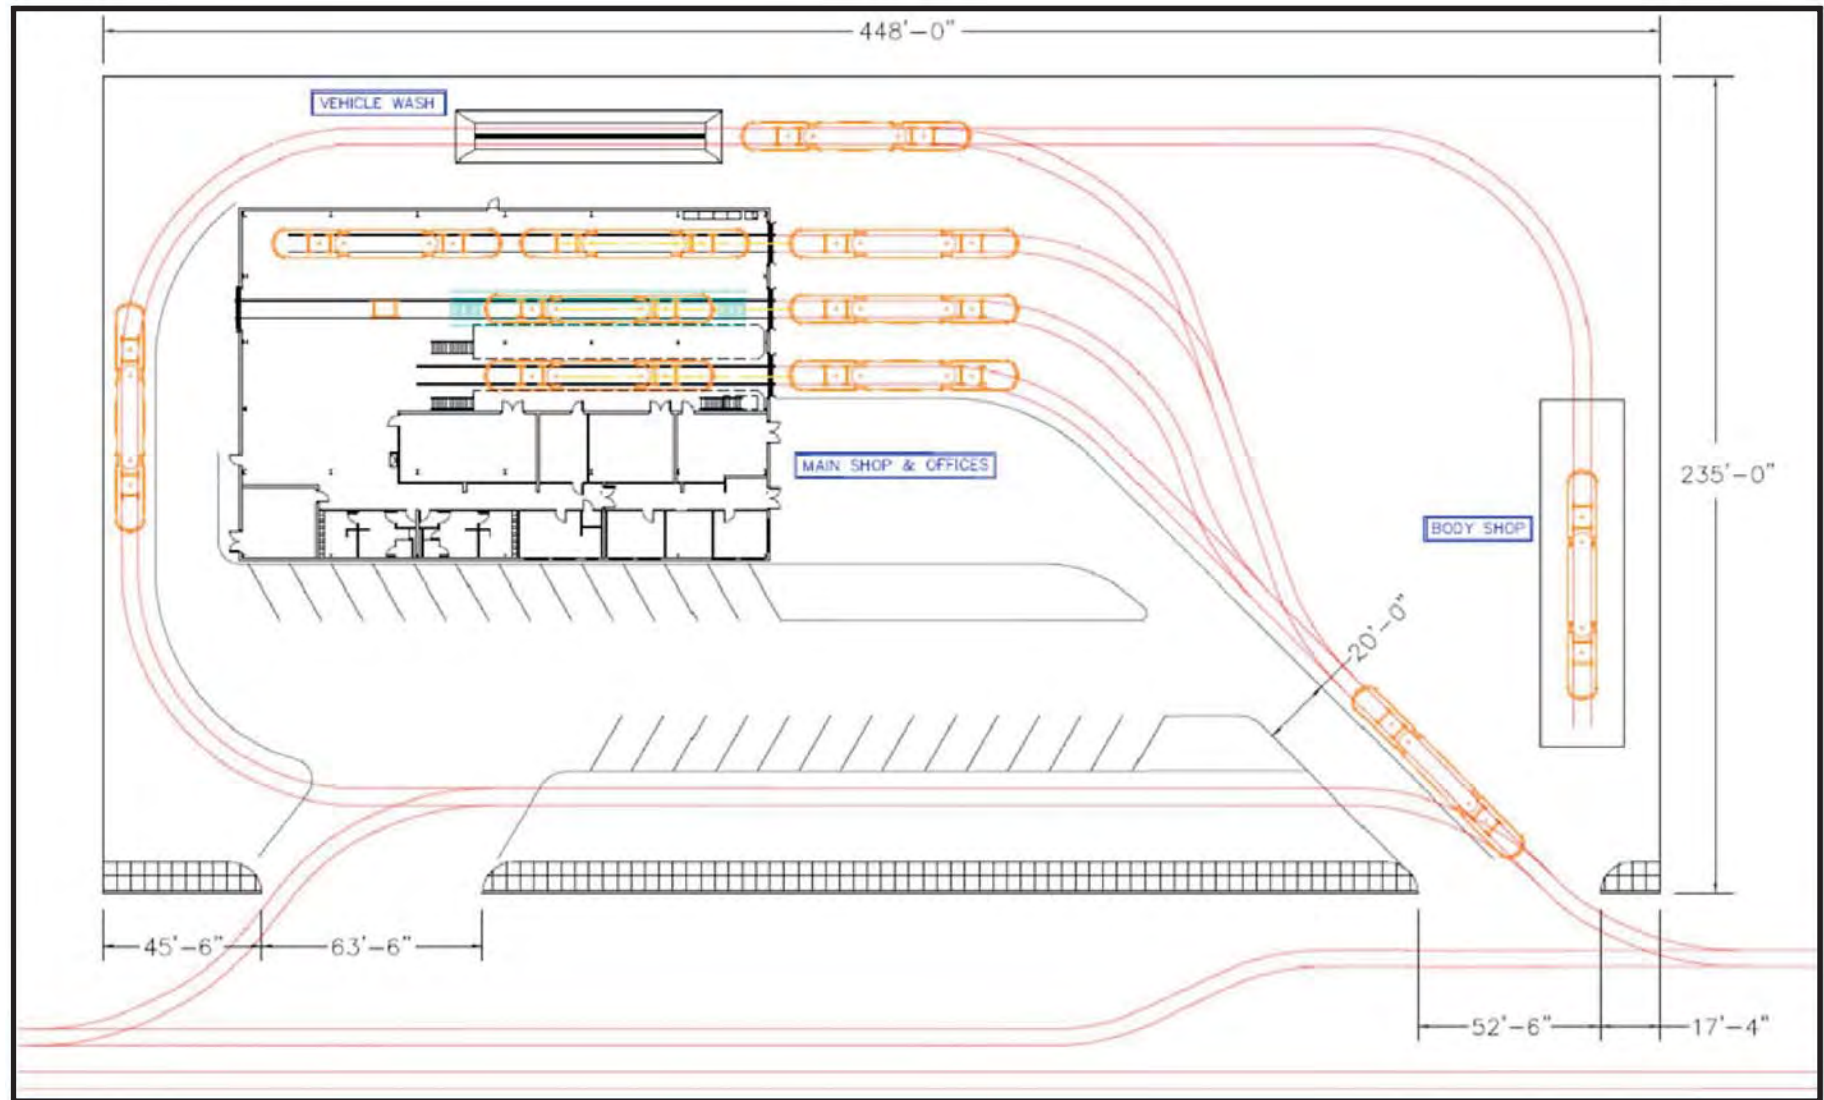 448'-0"
VEHICLE WASH
MAIN SHOP & OFFICES
235'-0"
BODY SHOP
20'-0"
45'-6"
63'-6"
52'-6"
17'-4"